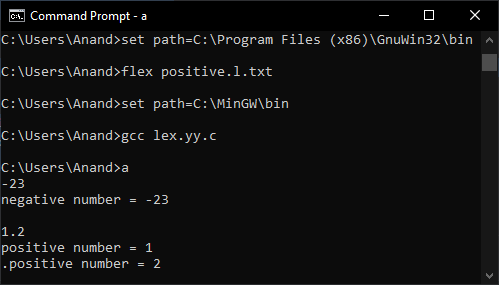 Command Prompt - a
C:\Users\Anand>set path=C:\Program Files (x86)\GnuWin32\bin
C:\Users\Anand>flex positive.l.txt
C:\Users\Anand>set path=C:\MinGW\bin
C:\Users\Anand>gcc lex.yy.c
C:\Users\Anand>a
-23
negative number = -23
1.2
positive number = 1
.positive number = 2